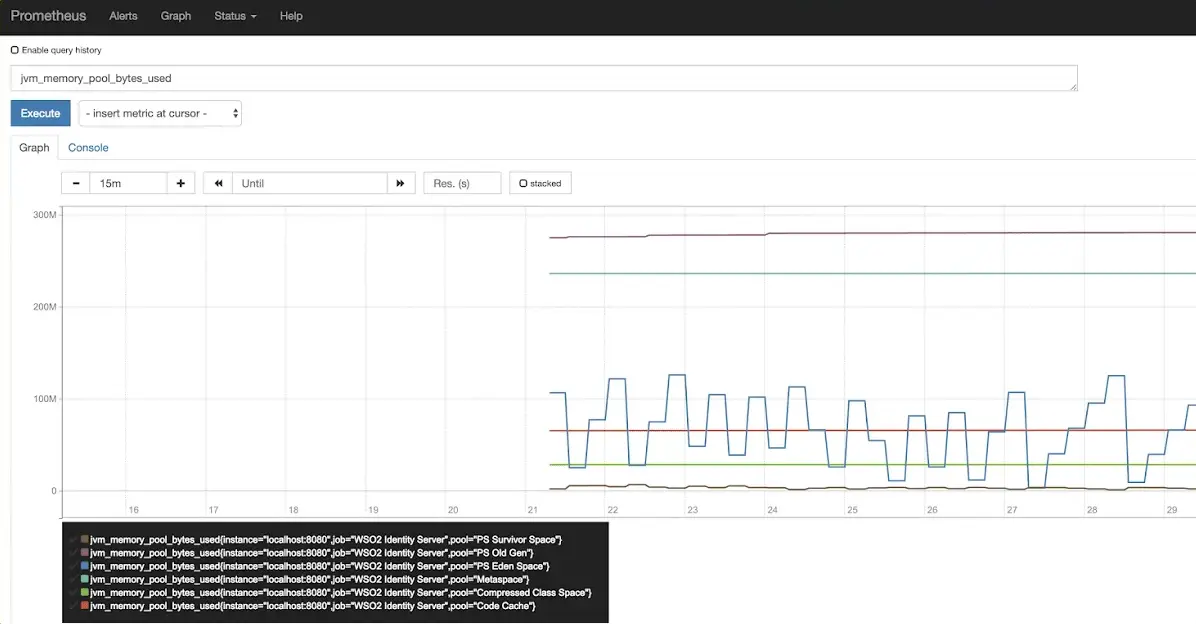 Prometheus Alerts Graph Status Help
Enable query history
jvm_memory_pool_bytes_used
Execute - insert metric at cursor -
Graph Console
- 15m + Until Res. (s) stacked
300M
200M
100M
0
16 17 18 19 20 21 22 23 24 25 26 27 28 29
jvm_memory_pool_bytes_used{instance="localhost:8080",job="WSO2 Identity Server",pool="PS Survivor Space"}
jvm_memory_pool_bytes_used{instance="localhost:8080",job="WSO2 Identity Server",pool="PS Old Gen"}
jvm_memory_pool_bytes_used{instance="localhost:8080",job="WSO2 Identity Server",pool="PS Eden Space"}
jvm_memory_pool_bytes_used{instance="localhost:8080",job="WSO2 Identity Server",pool="Metaspace"}
jvm_memory_pool_bytes_used{instance="localhost:8080",job="WSO2 Identity Server",pool="Compressed Class Space"}
jvm_memory_pool_bytes_used{instance="localhost:8080",job="WSO2 Identity Server",pool="Code Cache"}